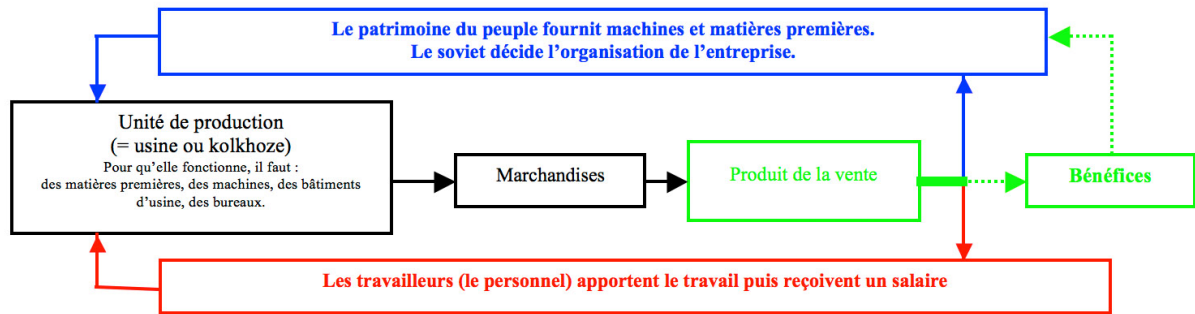 Le patrimoine du peuple fournit machines et matières premières.
Le soviet décide l’organisation de l’entreprise.
Unité de production
(= usine ou kolkhoze)
Pour qu’elle fonctionne, il faut :
des matières premières, des machines, des bâtiments
d’usine, des bureaux.
Marchandises
Produit de la vente
Bénéfices
Les travailleurs (le personnel) apportent le travail puis reçoivent un salaire